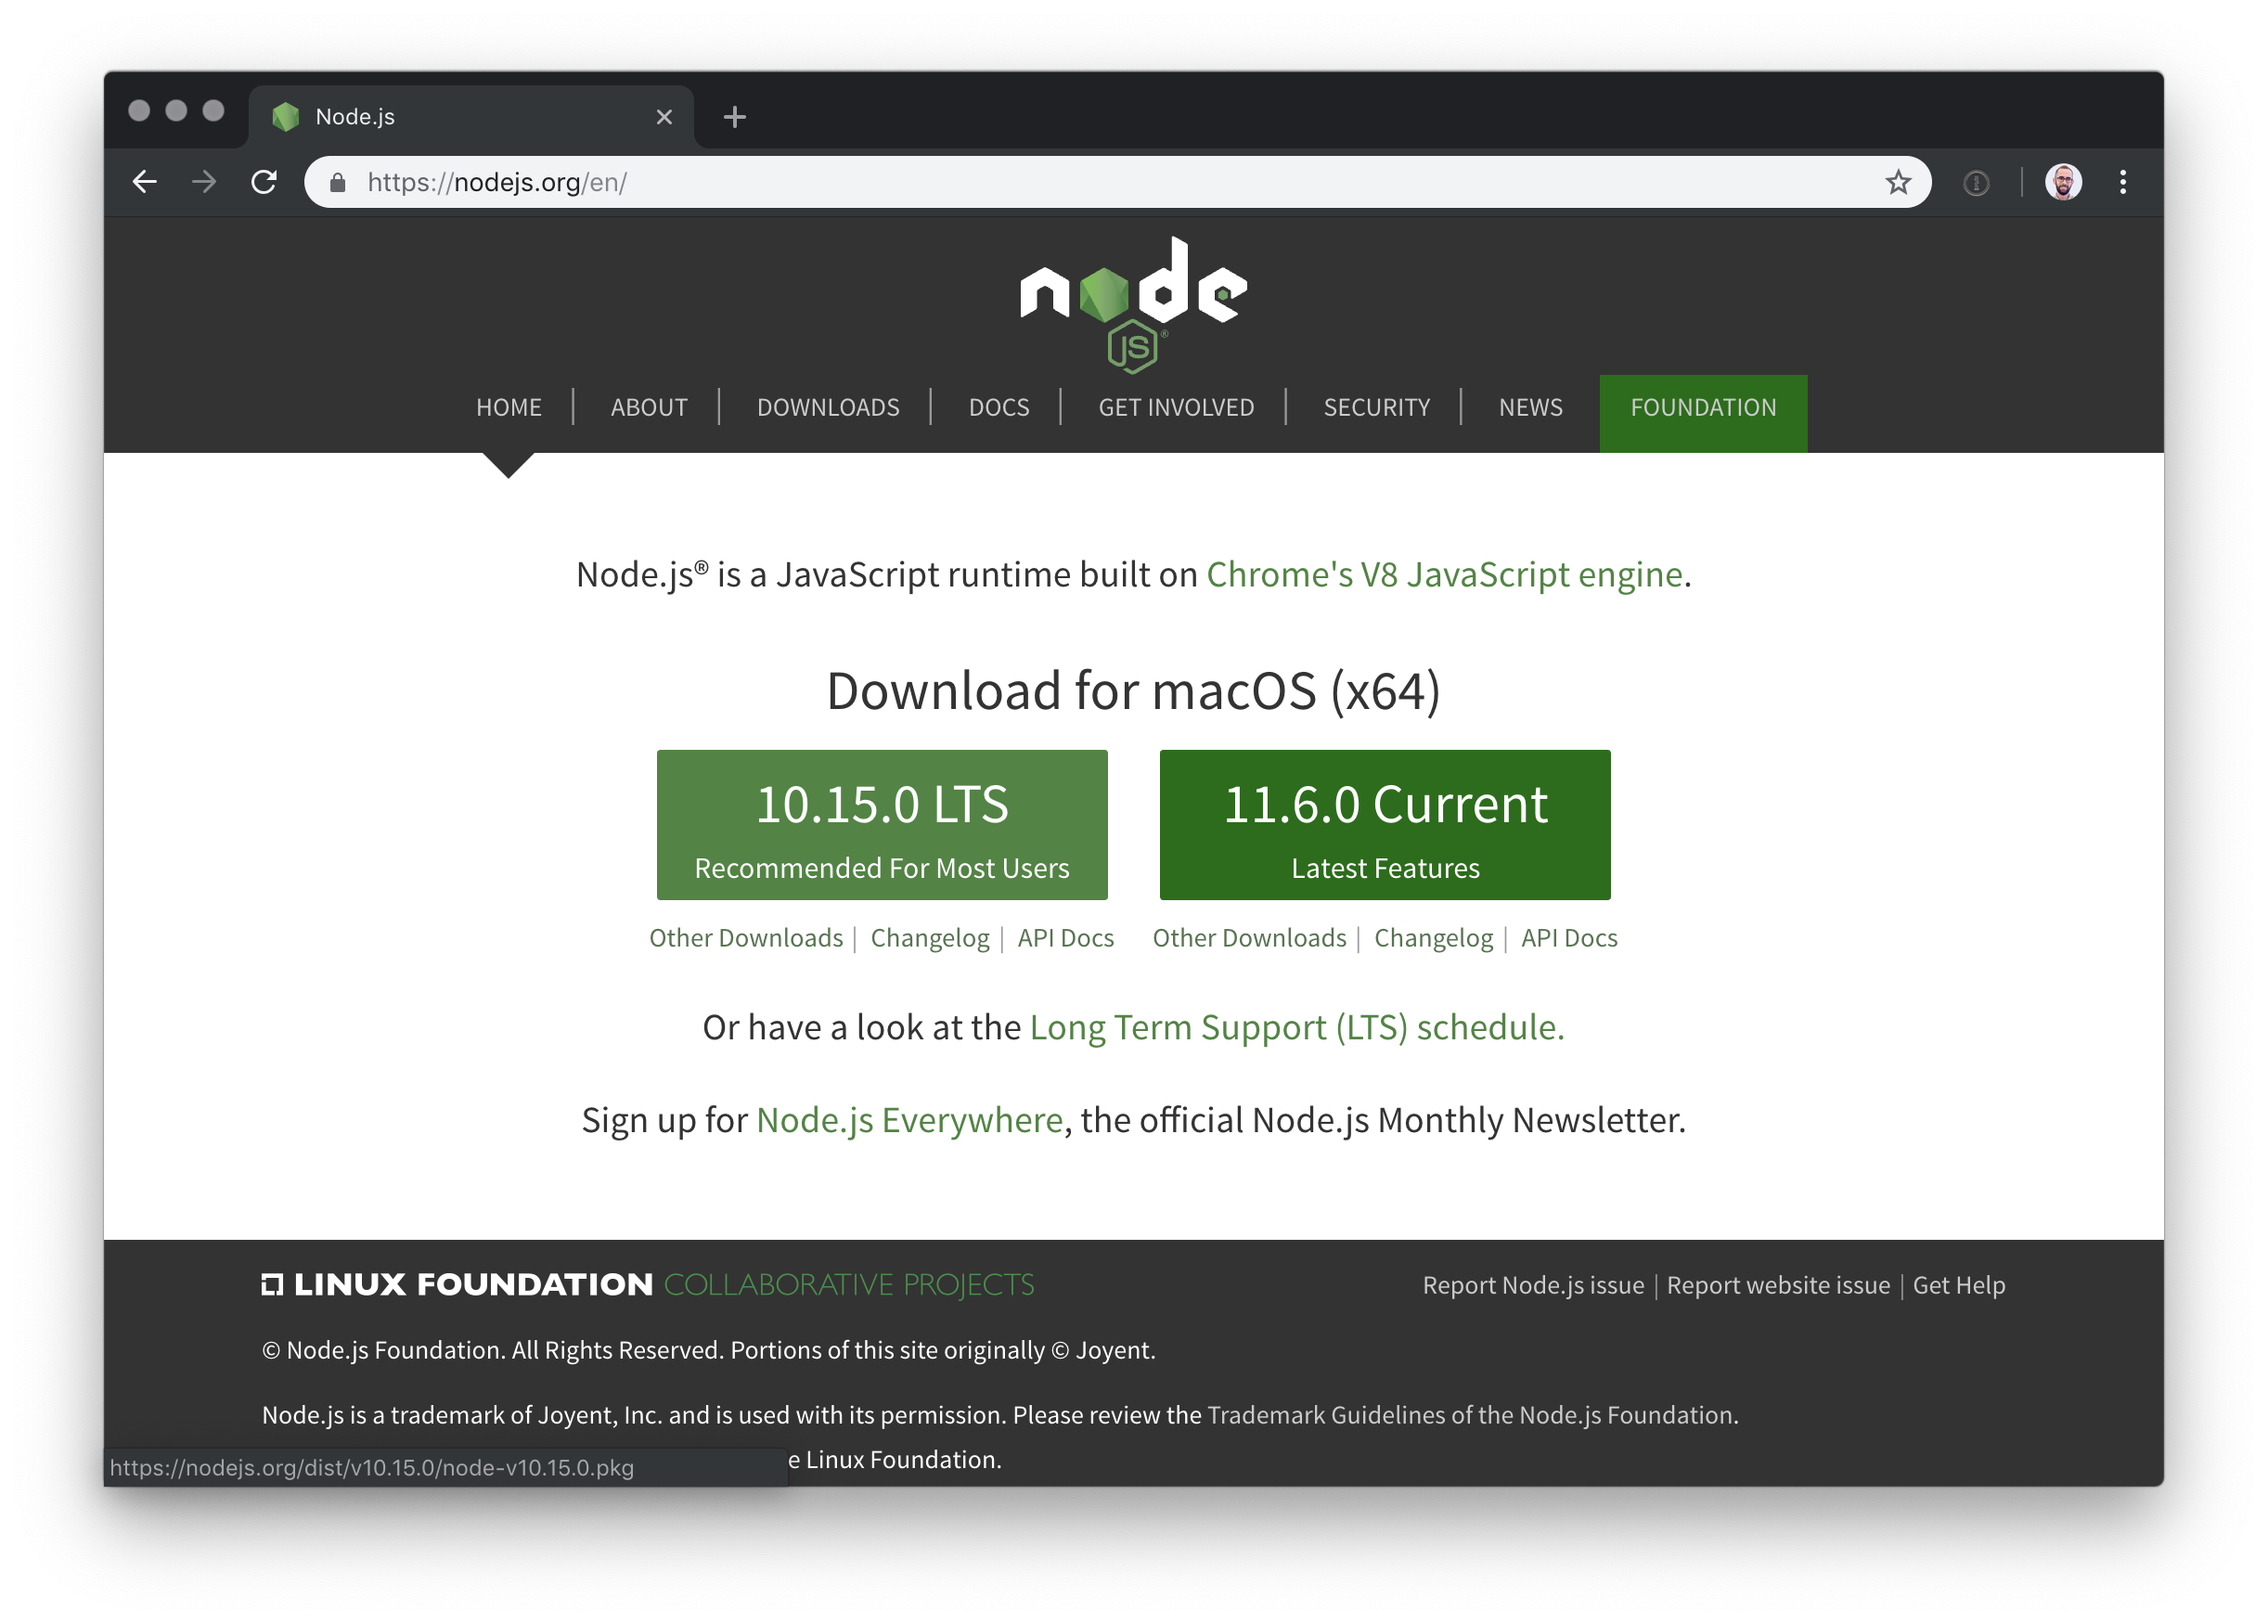 Node.js
https://nodejs.org/en/
node
JS®
HOME | ABOUT | DOWNLOADS | DOCS | GET INVOLVED | SECURITY | NEWS FOUNDATION
Node.js® is a JavaScript runtime built on Chrome's V8 JavaScript engine.
Download for macOS (x64)
10.15.0 LTS
Recommended For Most Users
Other Downloads | Changelog | API Docs
11.6.0 Current
Latest Features
Other Downloads | Changelog | API Docs
Or have a look at the Long Term Support (LTS) schedule.
Sign up for Node.js Everywhere, the official Node.js Monthly Newsletter.
LINUX FOUNDATION COLLABORATIVE PROJECTS
Report Node.js issue | Report website issue | Get Help
© Node.js Foundation. All Rights Reserved. Portions of this site originally © Joyent.
Node.js is a trademark of Joyent, Inc. and is used with its permission. Please review the Trademark Guidelines of the Node.js Foundation.
e Linux Foundation.
https://nodejs.org/dist/v10.15.0/node-v10.15.0.pkg